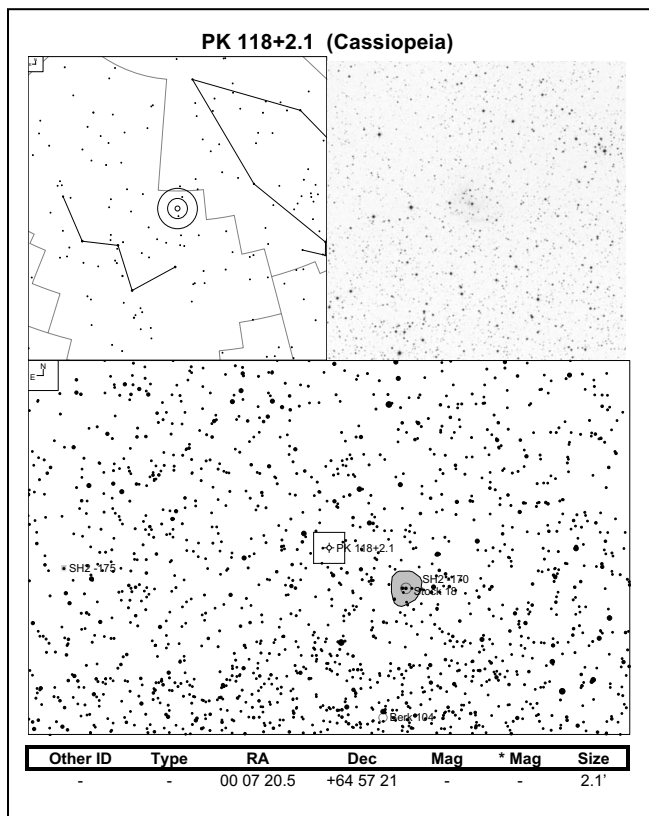 PK 118+2.1 (Cassiopeia)
N
E
PK 118+2.1
SH2 -175
SH2 -170
Stock 18
Berk 104
Other ID Type RA Dec Mag * Mag Size
- - 00 07 20.5 +64 57 21 - - 2.1'